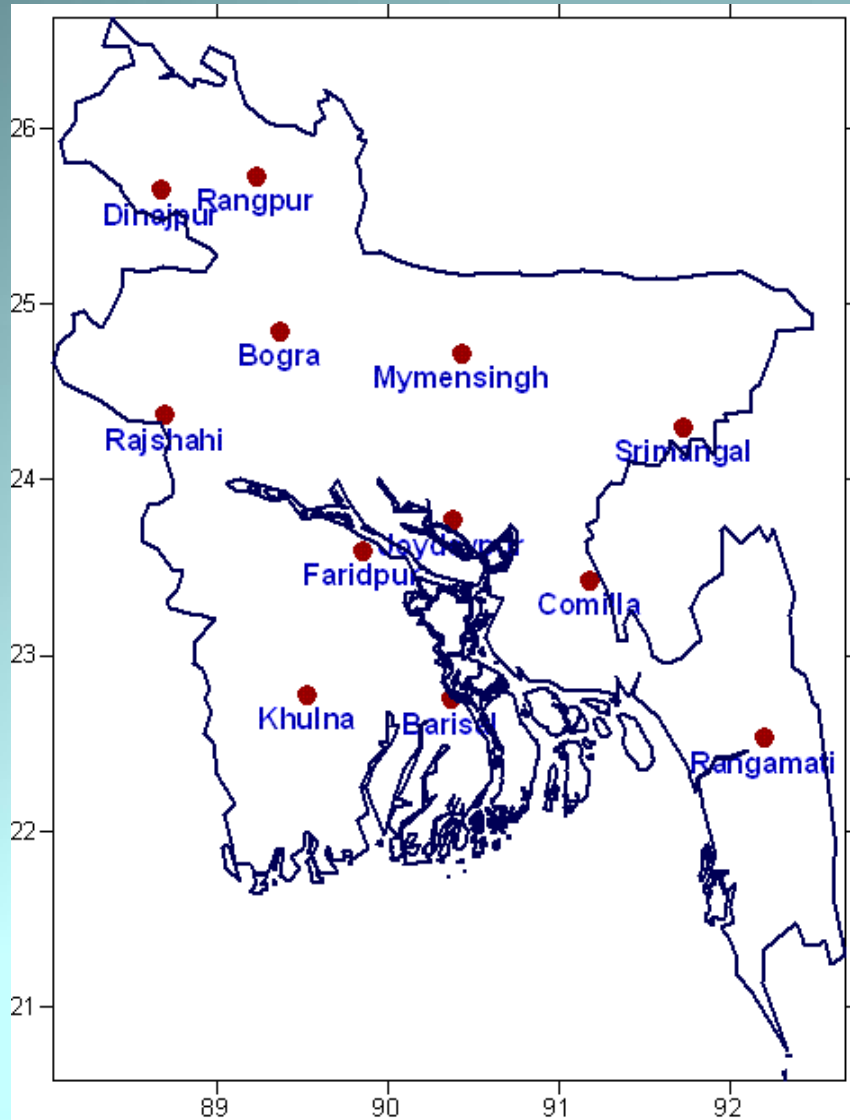 26
Rangpur
Dinajpur
25
Bogra
Mymensingh
Rajshahi
Srimangal
24
Joydevpur
Faridpur
Comilla
23
Khulna
Barisal
Rangamati
22
21
89 90 91 92